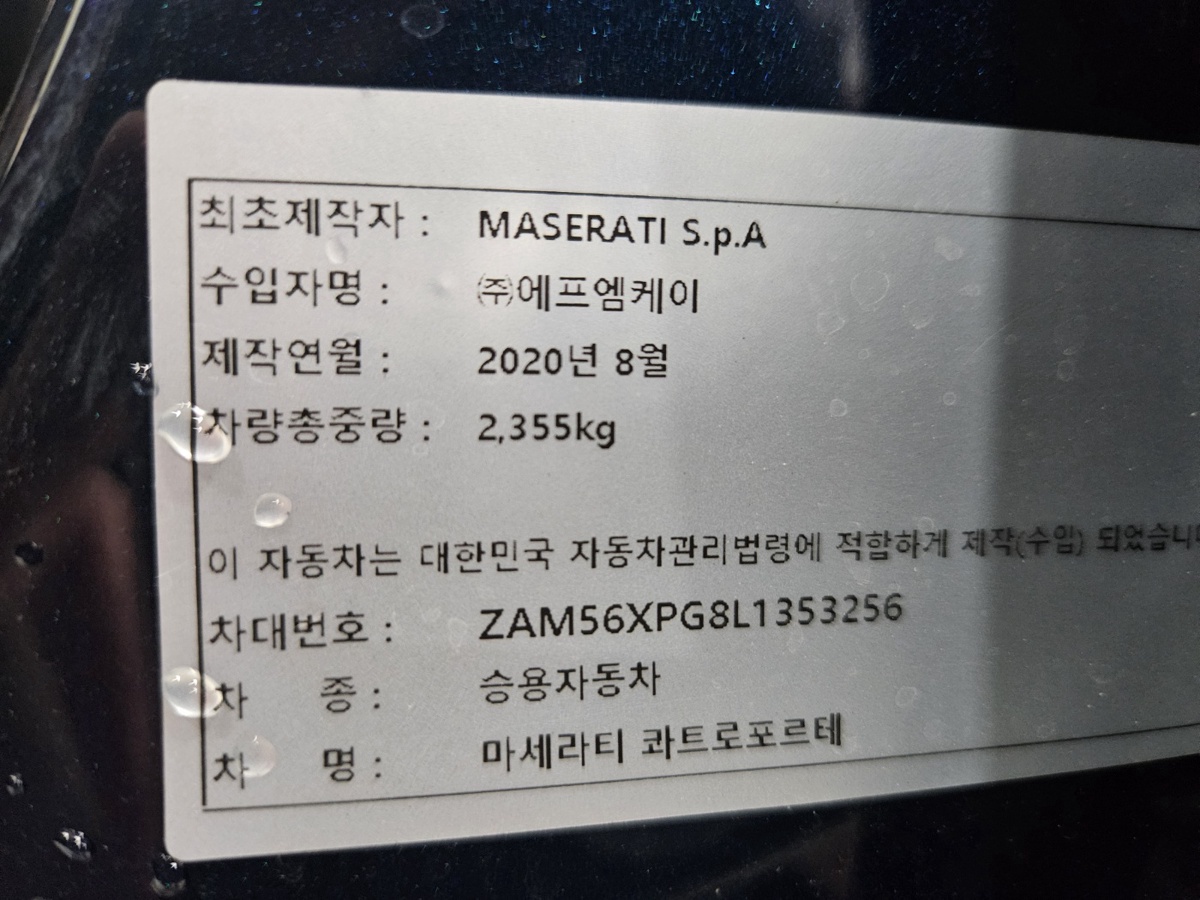 최초제작자 : MASERATI S.p.A
수입자명 : ㈜에프엠케이
제작연월 : 2020년 8월
차량총중량 : 2,355kg
이 자동차는 대한민국 자동차관리법령에 적합하게 제작(수입) 되었습니
차대번호 : ZAM56XPG8L1353256
차 종 : 승용자동차
차 명 : 마세라티 콰트로포르테